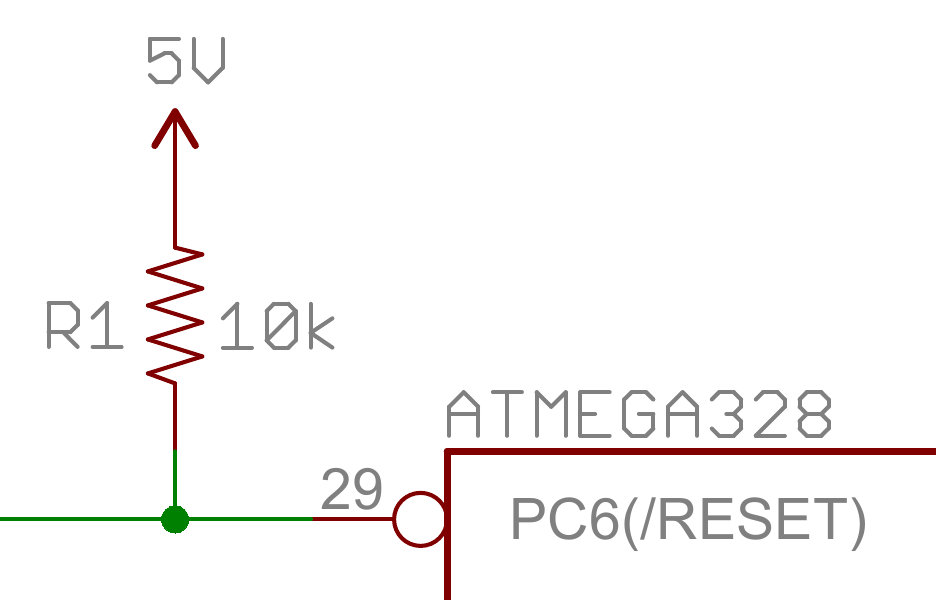 5V
R1 10k
ATMEGA328
29
PC6(/RESET)